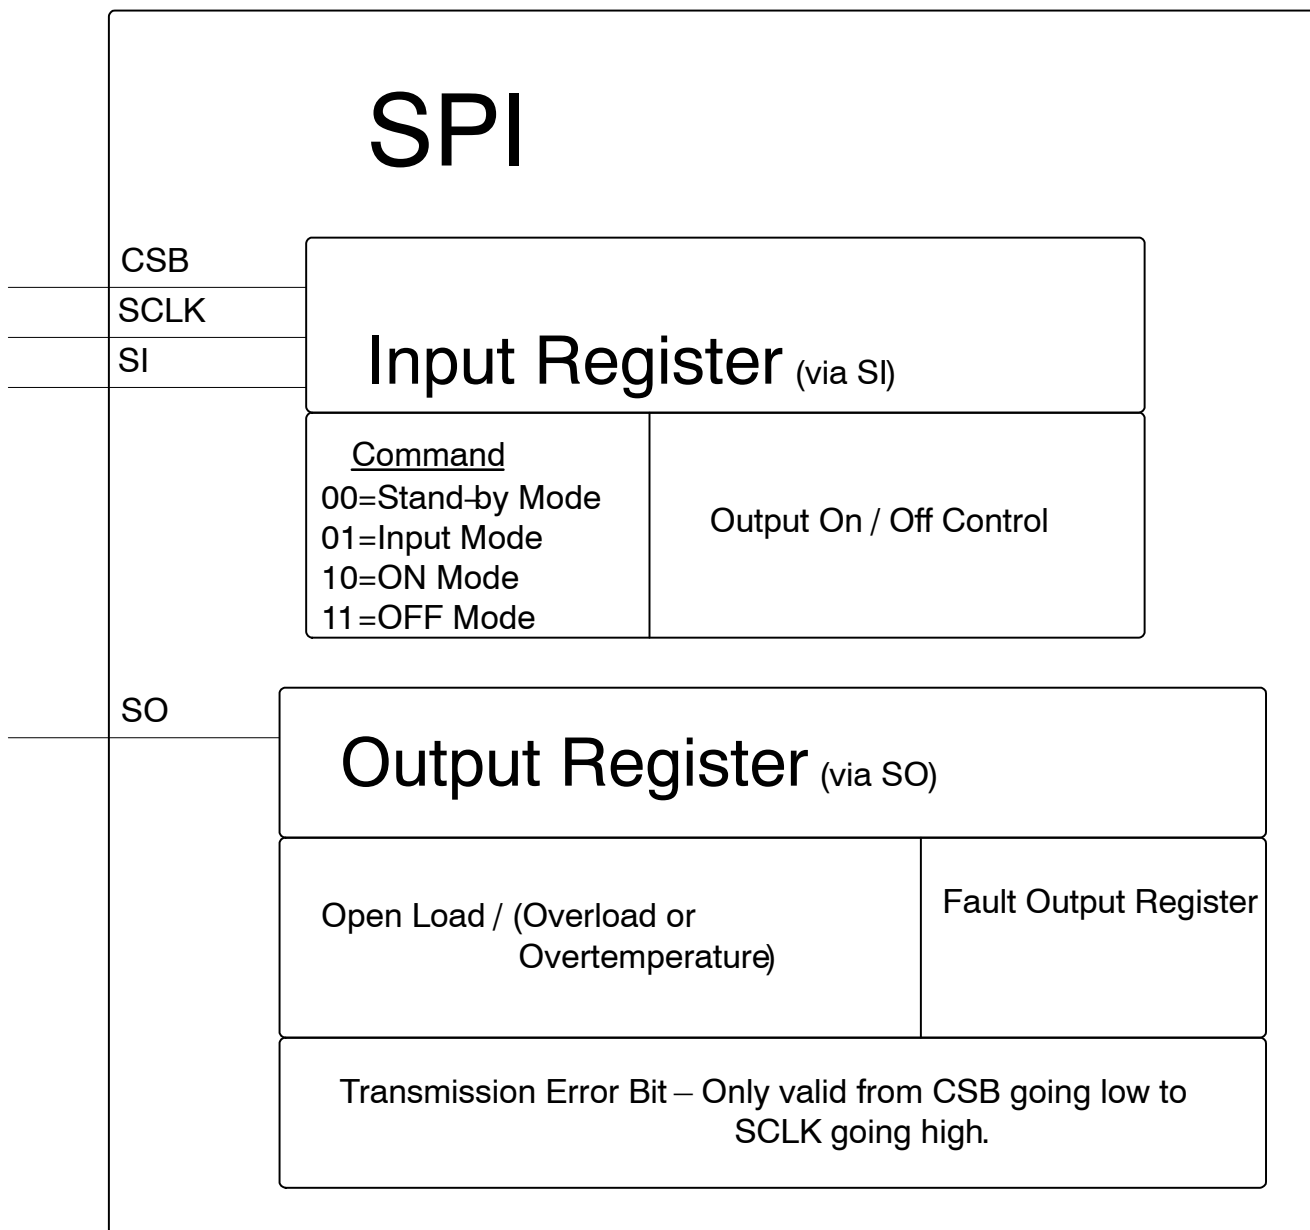 SPI
CSB
SCLK
SI
Input Register (via SI)
Command
00=Stand-by Mode
01=Input Mode
10=ON Mode
11=OFF Mode
Output On / Off Control
SO
Output Register (via SO)
Open Load / (Overload or
Overtemperature)
Fault Output Register
Transmission Error Bit – Only valid from CSB going low to
SCLK going high.